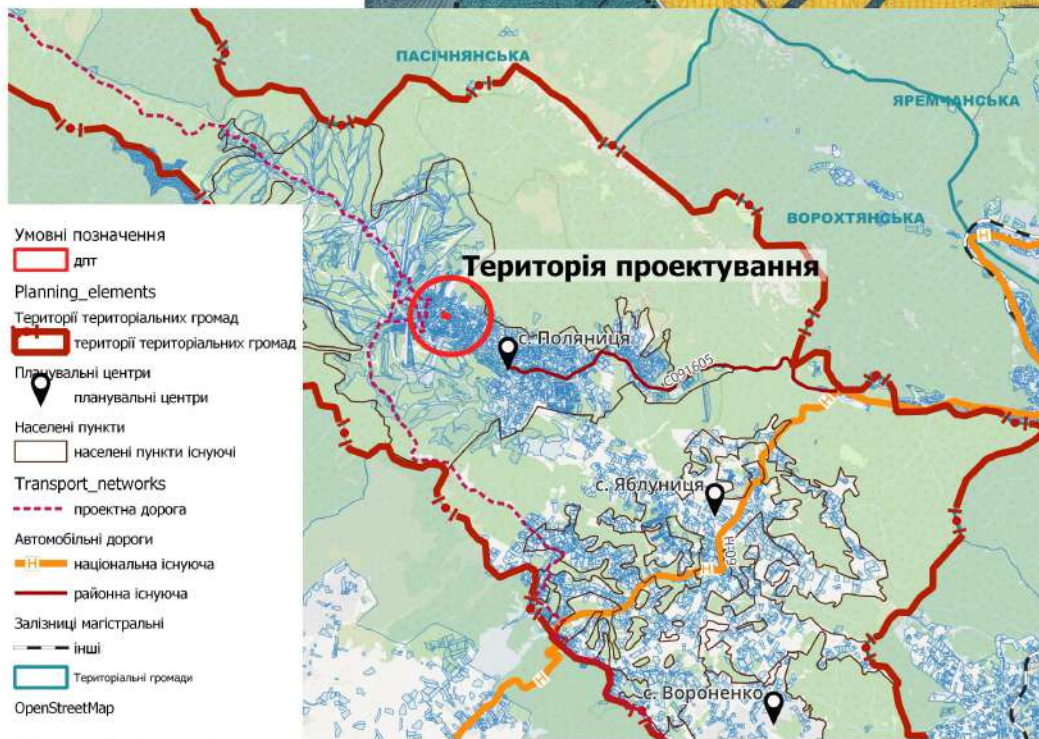 ПАСІЧНЯНСЬКА
ЯРЕМЧАНСЬКА
ВОРОХТЯНСЬКА
Н
Територія проектування
с. Поляниця
С091605
Н
с. Яблуниця
Н09
Н
Н
с. Вороненко
Умовні позначення
дпт
Planning_elements
Території територіальних громад
території територіальних громад
Планувальні центри
планувальні центри
Населені пункти
населені пункти існуючі
Transport_networks
проектна дорога
Автомобільні дороги
Н
національна існуюча
районна існуюча
Залізниці магістральні
інші
Територіальні громади
OpenStreetMap